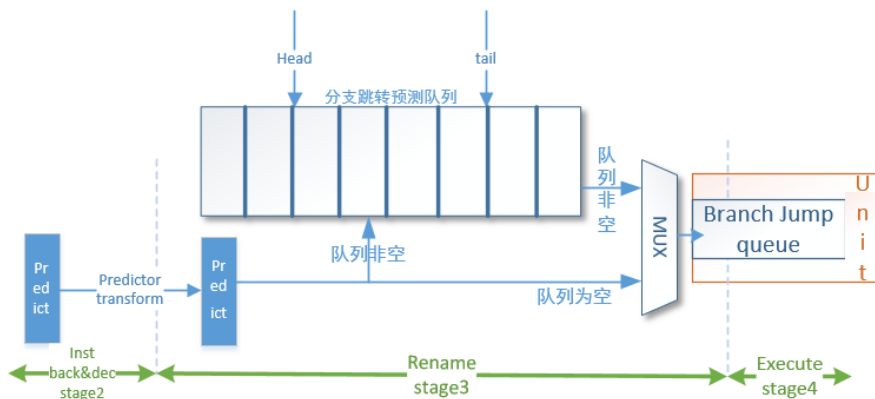 Head
tail
分支跳转预测队列
队
列
非
空
MUX
U
n
i
t
Branch Jump
queue
队列非空
Pr
ed
ict
Predictor
transform
Pr
ed
ict
队列为空
Inst
back&dec
stage2
Rename
stage3
Execute
stage4